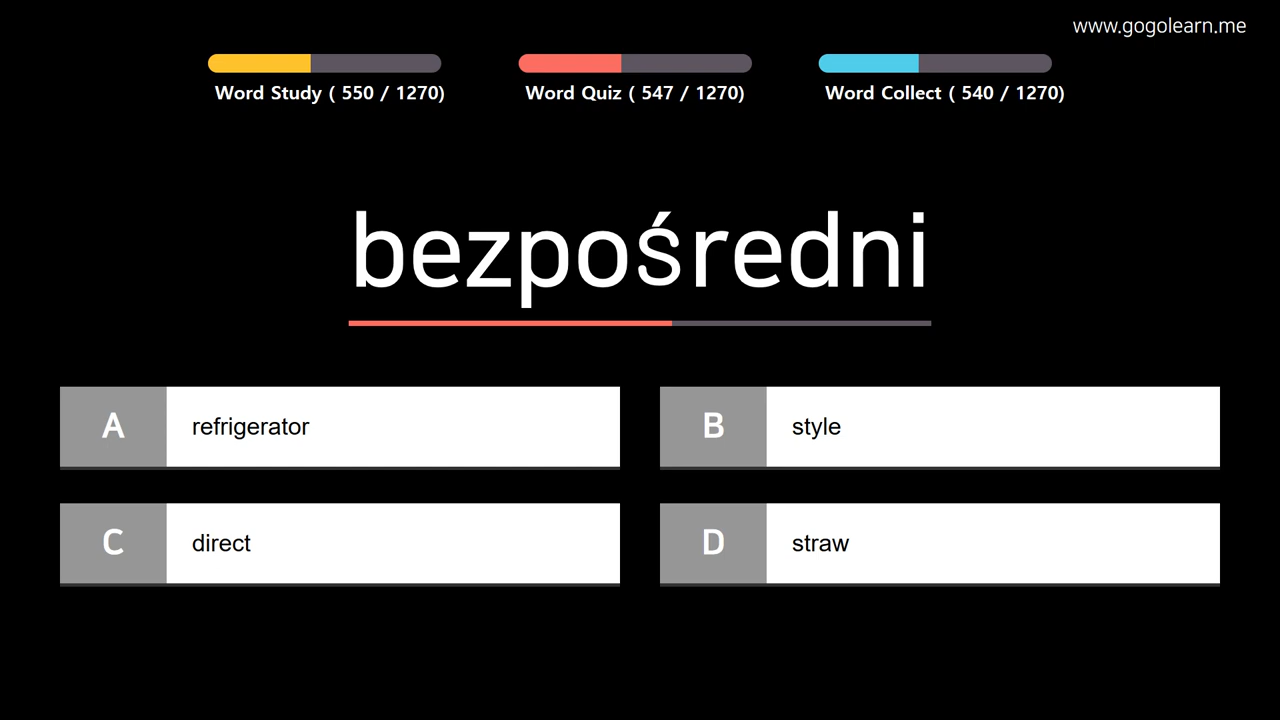 www.gogolearn.me
Word Study ( 550 / 1270)
Word Quiz ( 547 / 1270)
Word Collect ( 540 / 1270)
bezpośredni
A refrigerator
B style
C direct
D straw